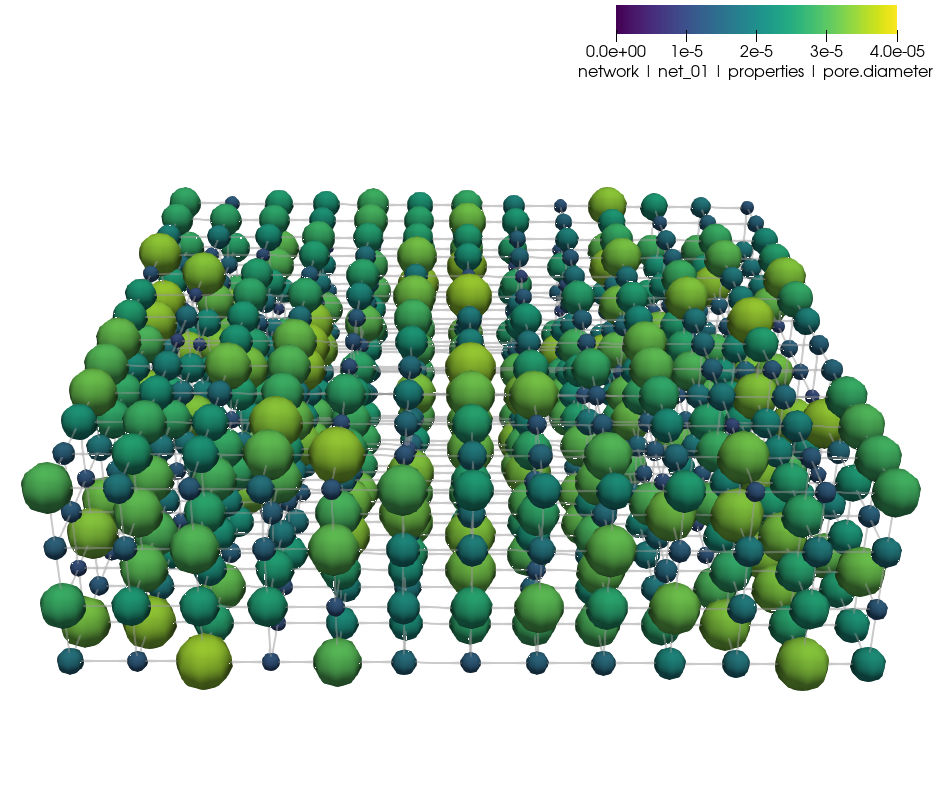 0.0e+00 1e-5 2e-5 3e-5 4.0e-05
network | net_01 | properties | pore.diameter